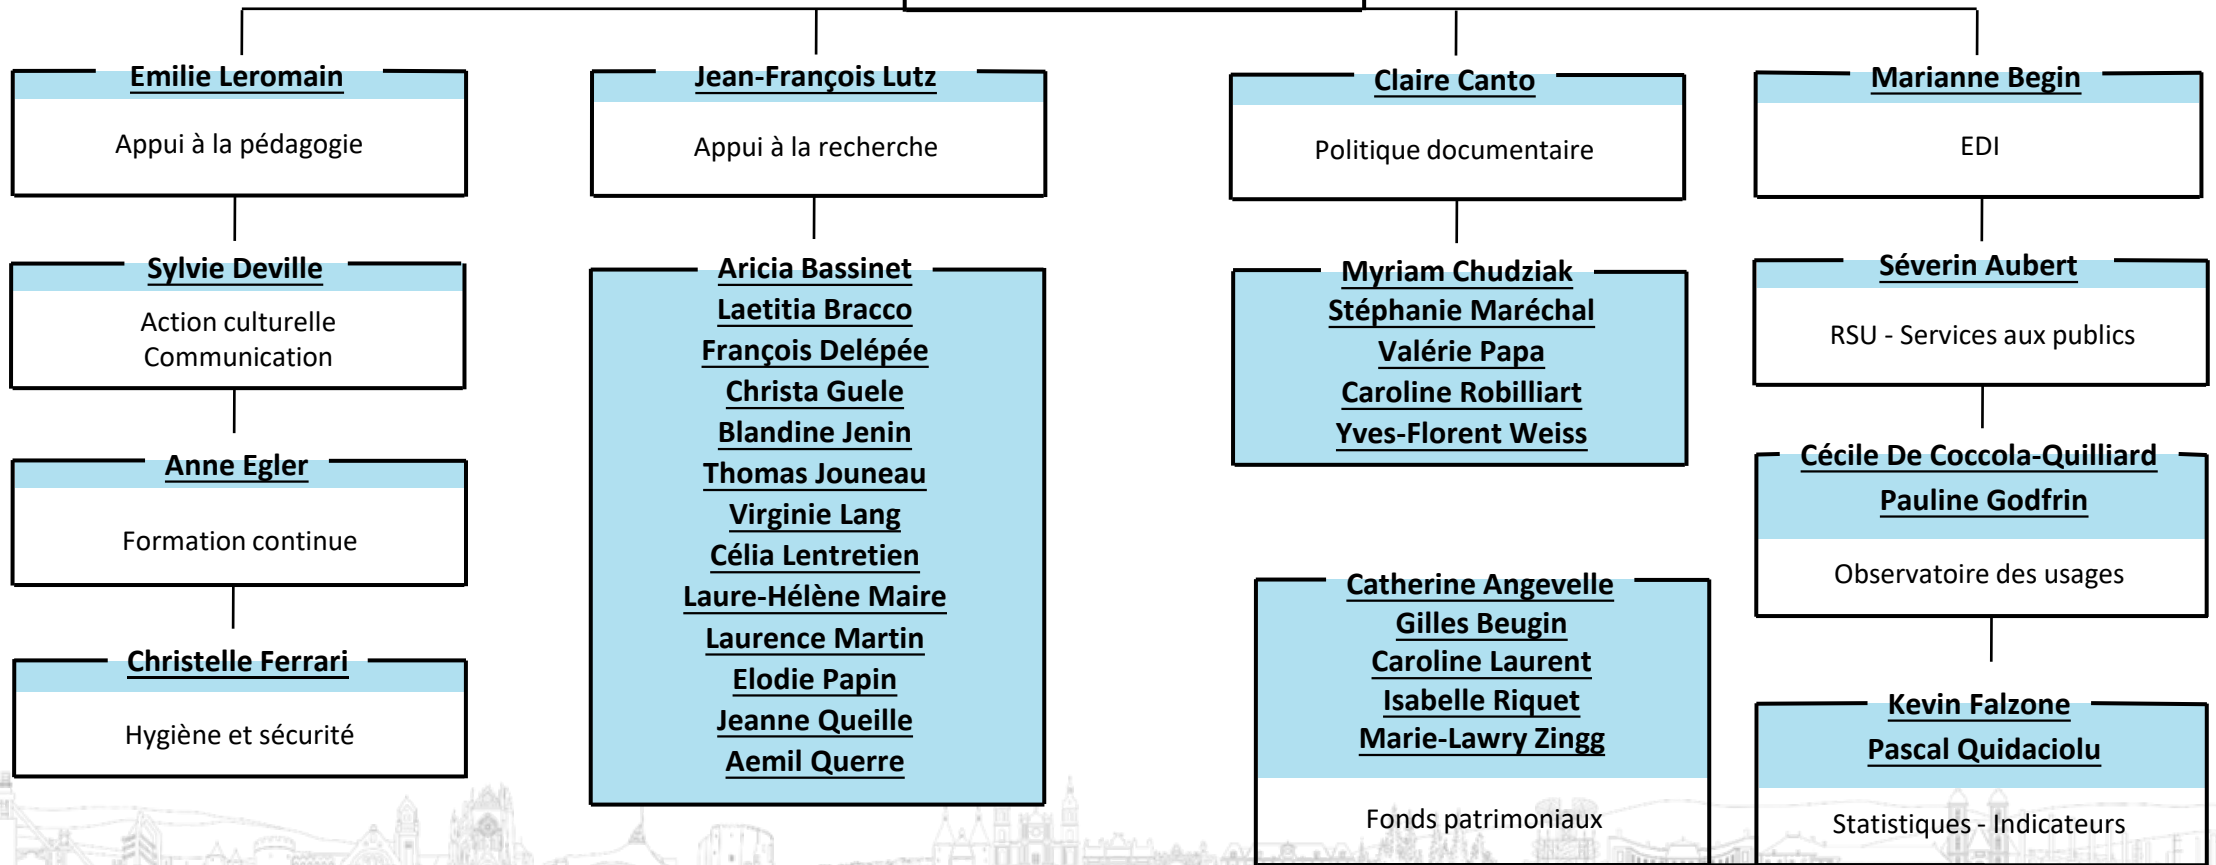 Emilie Leromain
Appui à la pédagogie
Sylvie Deville
Action culturelle
Communication
Anne Egler
Formation continue
Christelle Ferrari
Hygiène et sécurité
Jean-François Lutz
Appui à la recherche
Aricia Bassinet
Laetitia Bracco
François Delépée
Christa Guele
Blandine Jenin
Thomas Jouneau
Virginie Lang
Célia Lentretien
Laure-Hélène Maire
Laurence Martin
Elodie Papin
Jeanne Queille
Aemil Querre
Claire Canto
Politique documentaire
Myriam Chudziak
Stéphanie Maréchal
Valérie Papa
Caroline Robilliart
Yves-Florent Weiss
Catherine Angevelle
Gilles Beugin
Caroline Laurent
Isabelle Riquet
Marie-Lawry Zingg
Fonds patrimoniaux
Marianne Begin
EDI
Séverin Aubert
RSU - Services aux publics
Cécile De Coccola-Quilliard
Pauline Godfrin
Observatoire des usages
Kevin Falzone
Pascal Quidaciolu
Statistiques - Indicateurs